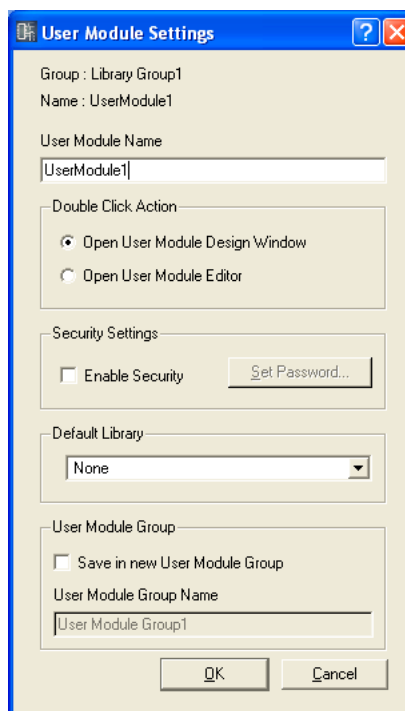 User Module Settings
Group : Library Group1
Name : UserModule1
User Module Name
UserModule1
Double Click Action
Open User Module Design Window
Open User Module Editor
Security Settings
Enable Security
Set Password...
Default Library
None
User Module Group
Save in new User Module Group
User Module Group Name
User Module Group1
OK
Cancel